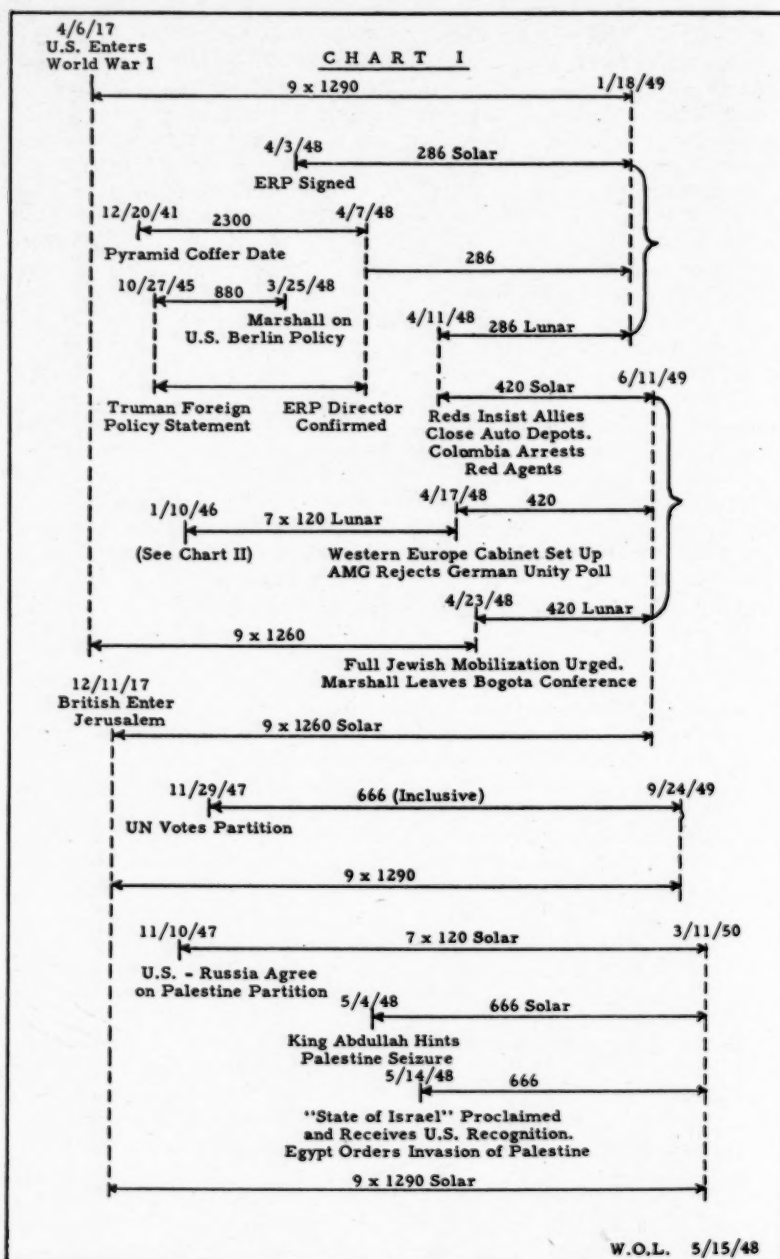 4/6/17
U.S. Enters
World War I
CHART I
9 x 1290
1/18/49
4/3/48
286 Solar
ERP Signed
12/20/41
2300
4/7/48
Pyramid Coffer Date
286
10/27/45
880
3/25/48
Marshall on
U.S. Berlin Policy
4/11/48
286 Lunar
420 Solar
6/11/49
Truman Foreign
Policy Statement
ERP Director
Confirmed
Reds Insist Allies
Close Auto Depots.
Colombia Arrests
Red Agents
1/10/46
7 x 120 Lunar
4/17/48
420
(See Chart II)
Western Europe Cabinet Set Up
AMG Rejects German Unity Poll
4/23/48
420 Lunar
9 x 1260
Full Jewish Mobilization Urged.
Marshall Leaves Bogota Conference
12/11/17
British Enter
Jerusalem
9 x 1260 Solar
11/29/47
666 (Inclusive)
9/24/49
UN Votes Partition
9 x 1290
11/10/47
7 x 120 Solar
3/11/50
U.S. - Russia Agree
on Palestine Partition
5/4/48
666 Solar
King Abdullah Hints
Palestine Seizure
5/14/48
666
"State of Israel" Proclaimed
and Receives U.S. Recognition.
Egypt Orders Invasion of Palestine
9 x 1290 Solar
W.O.L. 5/15/48